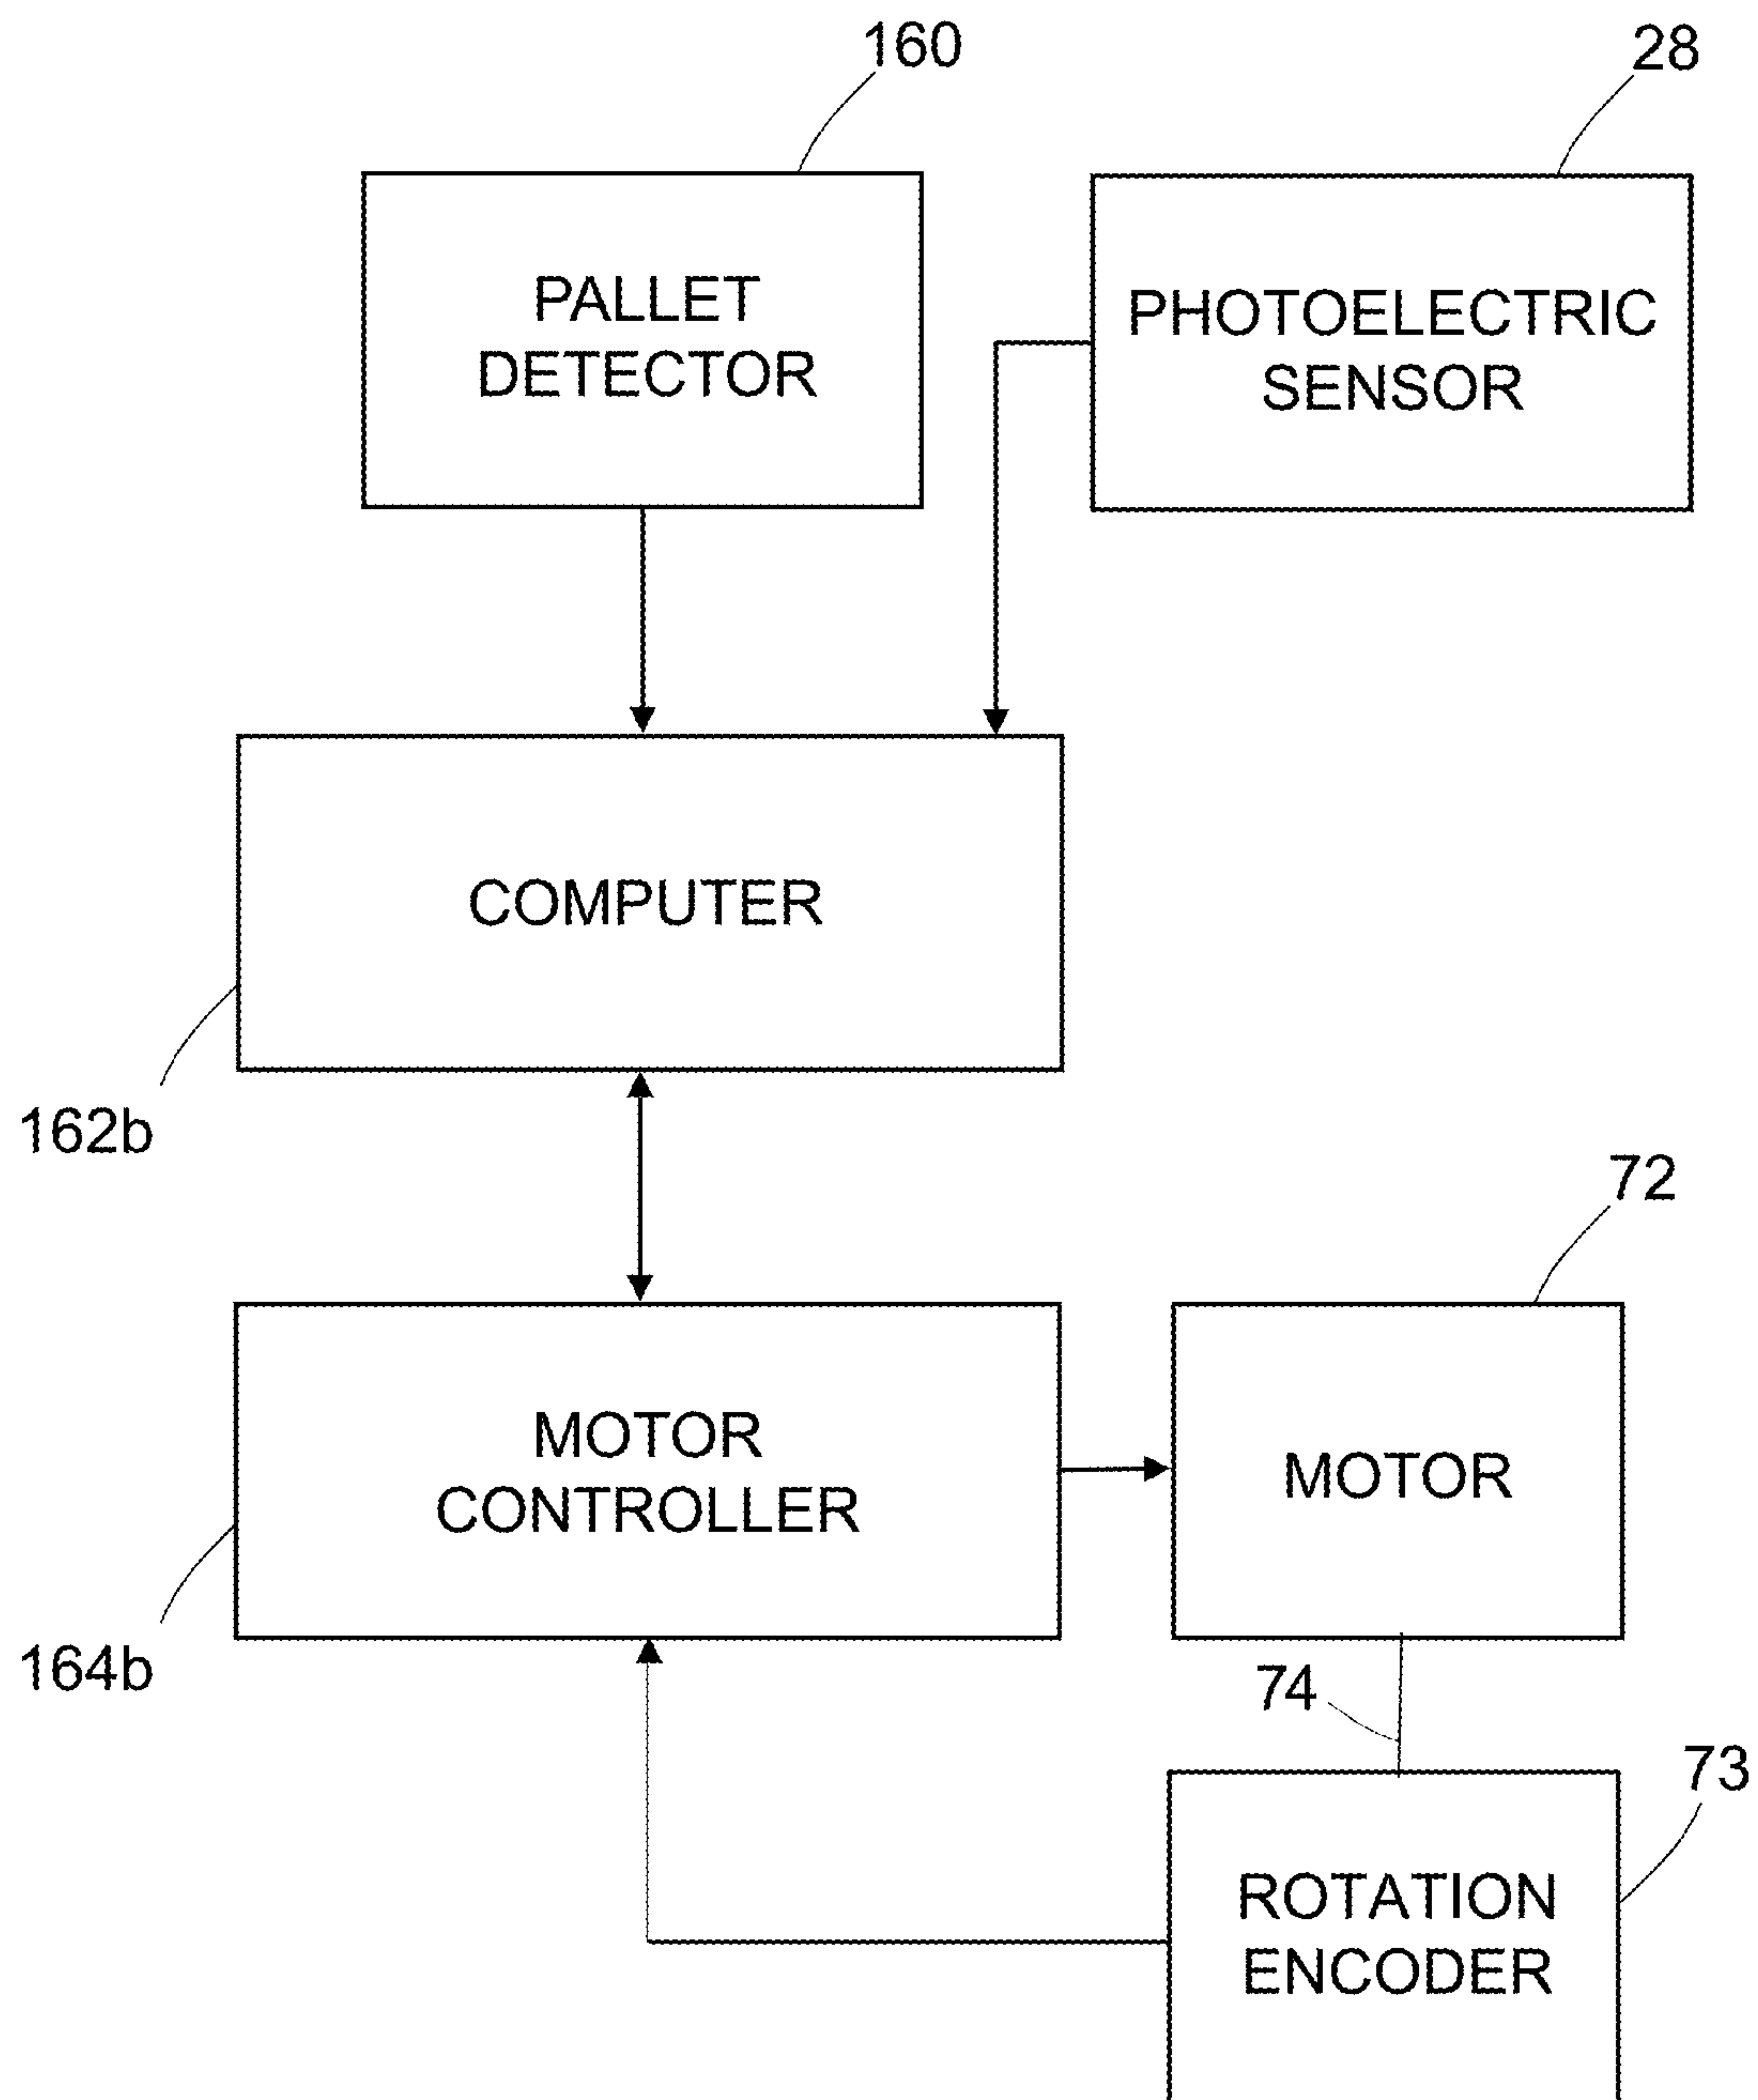 160
28
PALLET
DETECTOR
PHOTOELECTRIC
SENSOR
COMPUTER
162b
72
MOTOR
CONTROLLER
MOTOR
164b
74
73
ROTATION
ENCODER